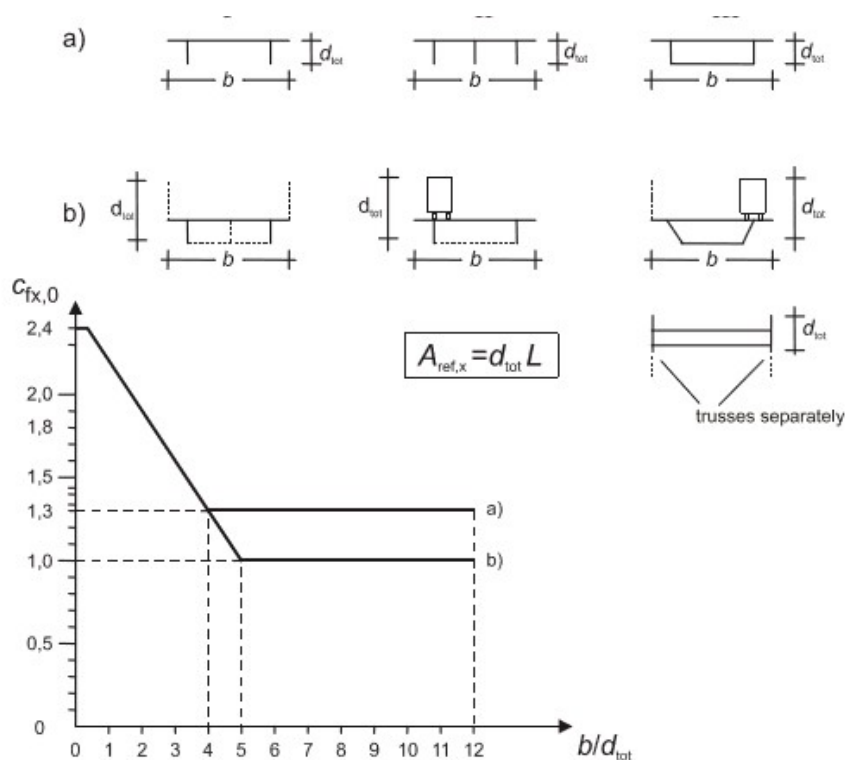 a)
d_tot
d_tot
d_tot
b
b
b
b)
d_tot
d_tot
d_tot
b
b
b
c_fx,0
2,4
2,0
1,8
1,5
1,3
1,0
0,5
0
A_ref,x = d_tot L
d_tot
trusses separately
a)
b)
0 1 2 3 4 5 6 7 8 9 10 11 12
b/d_tot